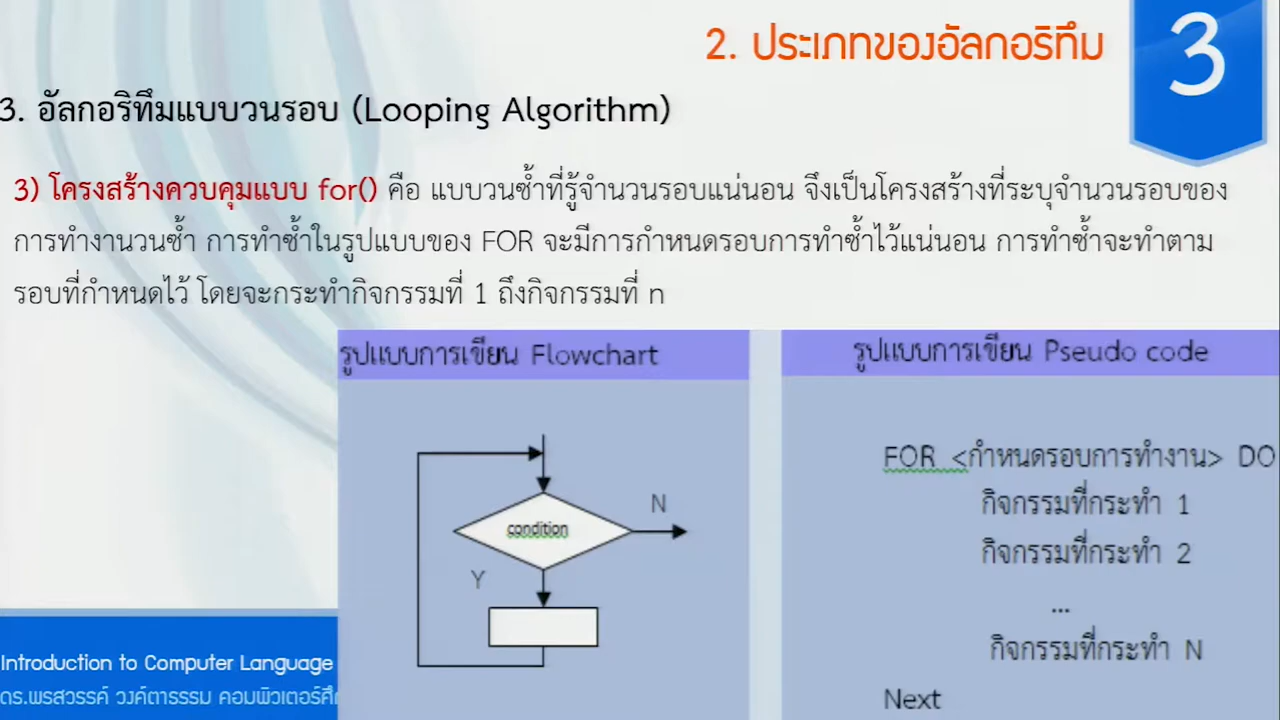 2. ประเภทของอัลกอริทึม
3
3. อัลกอริทึมแบบวนรอบ (Looping Algorithm)
3) โครงสร้างควบคุมแบบ for() คือ แบบวนซ้ำที่รู้จำนวนรอบแน่นอน จึงเป็นโครงสร้างที่ระบุจำนวนรอบของ
การทำงานวนซ้ำ การทำซ้ำในรูปแบบของ FOR จะมีการกำหนดรอบการทำซ้ำไว้แน่นอน การทำซ้ำจะทำตาม
รอบที่กำหนดไว้ โดยจะกระทำกิจกรรมที่ 1 ถึงกิจกรรมที่ n
รูปแบบการเขียน Flowchart
condition
N
Y
รูปแบบการเขียน Pseudo code
FOR <กำหนดรอบการทำงาน> DO
กิจกรรมที่กระทำ 1
กิจกรรมที่กระทำ 2
...
กิจกรรมที่กระทำ N
Next
Introduction to Computer Language
ดร.พรสวรรค์ วงค์ตาธรรม คอมพิวเตอร์ศึ